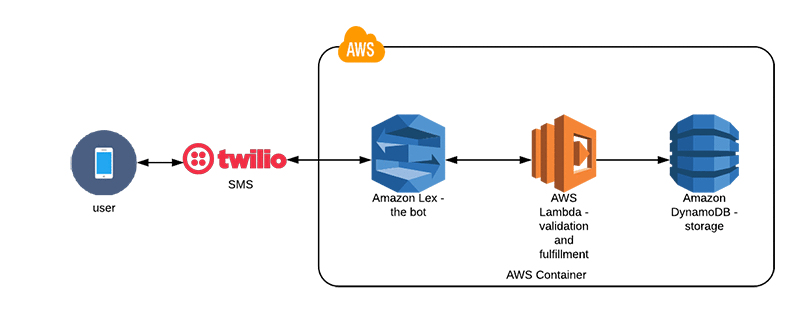 AWS
twilio
SMS
user
Amazon Lex -
the bot
AWS
Lambda -
validation
and
fulfillment
Amazon
DynamoDB -
storage
AWS Container